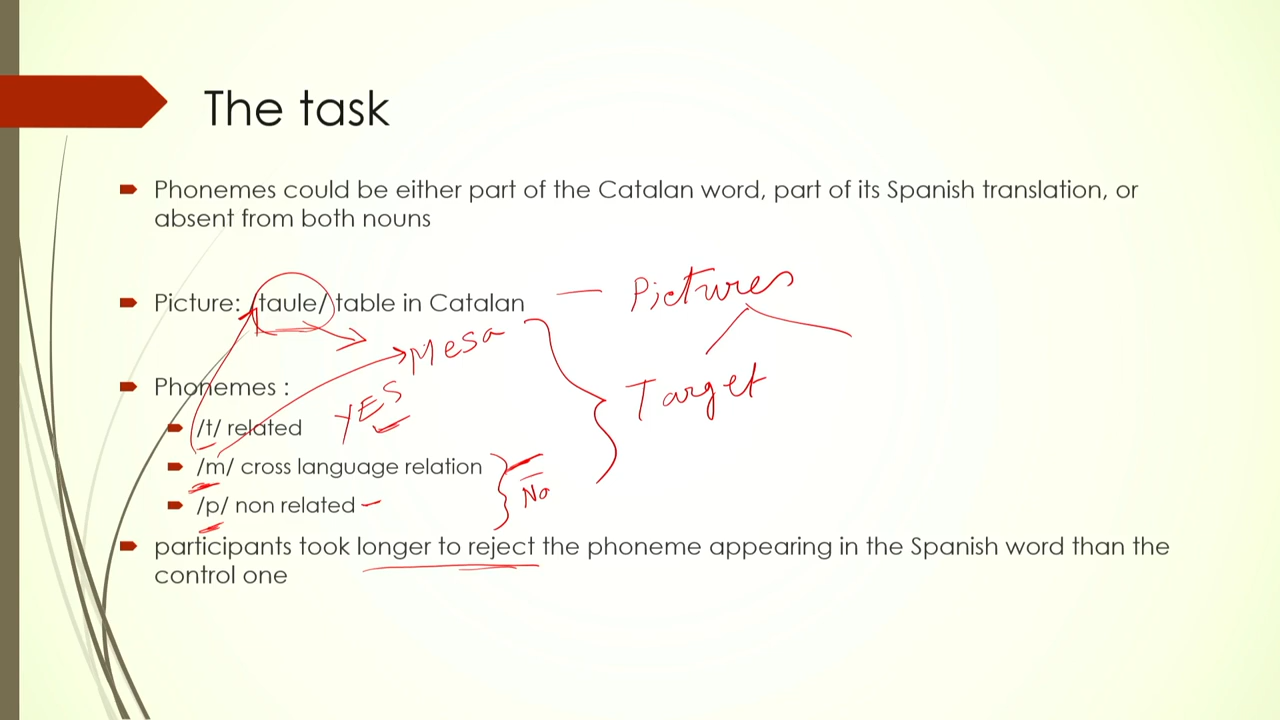 The task
Phonemes could be either part of the Catalan word, part of its Spanish translation, or
absent from both nouns
Picture: /taule/ table in Catalan
Pictures
Mesa
Phonemes :
YES
Target
/t/ related
/m/ cross language relation
/p/ non related
No
participants took longer to reject the phoneme appearing in the Spanish word than the
control one